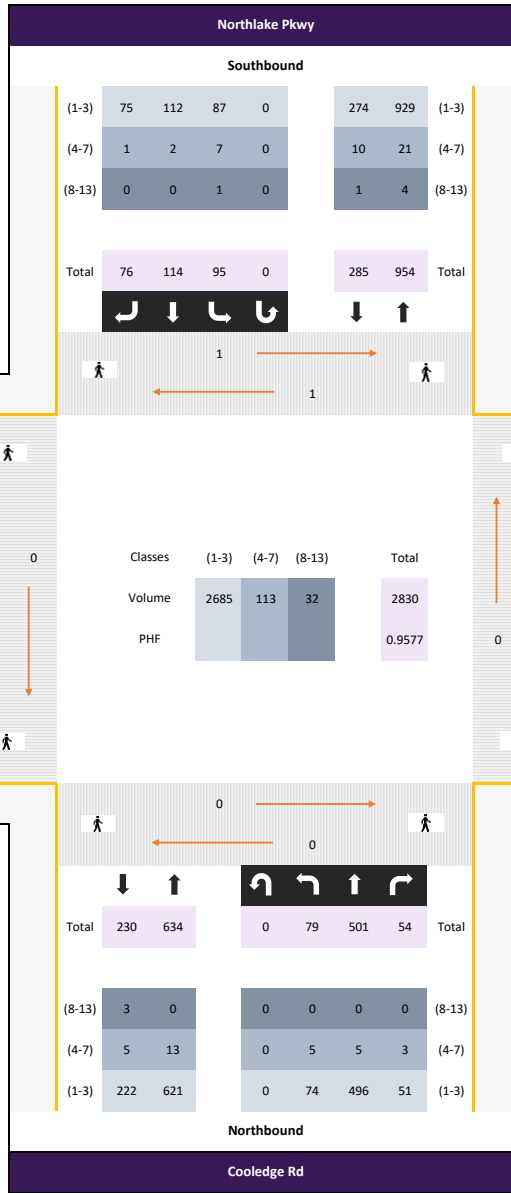 Northlake Pkwy
Southbound
(1-3) 75 112 87 0 274 929 (1-3)
(4-7) 1 2 7 0 10 21 (4-7)
(8-13) 0 0 1 0 1 4 (8-13)
Total 76 114 95 0 285 954 Total
1
1
0
Classes (1-3) (4-7) (8-13) Total
Volume 2685 113 32 2830
PHF 0.9577
0
0
0
Total 230 634 0 79 501 54 Total
(8-13) 3 0 0 0 0 0 (8-13)
(4-7) 5 13 0 5 5 3 (4-7)
(1-3) 222 621 0 74 496 51 (1-3)
Northbound
Cooledge Rd